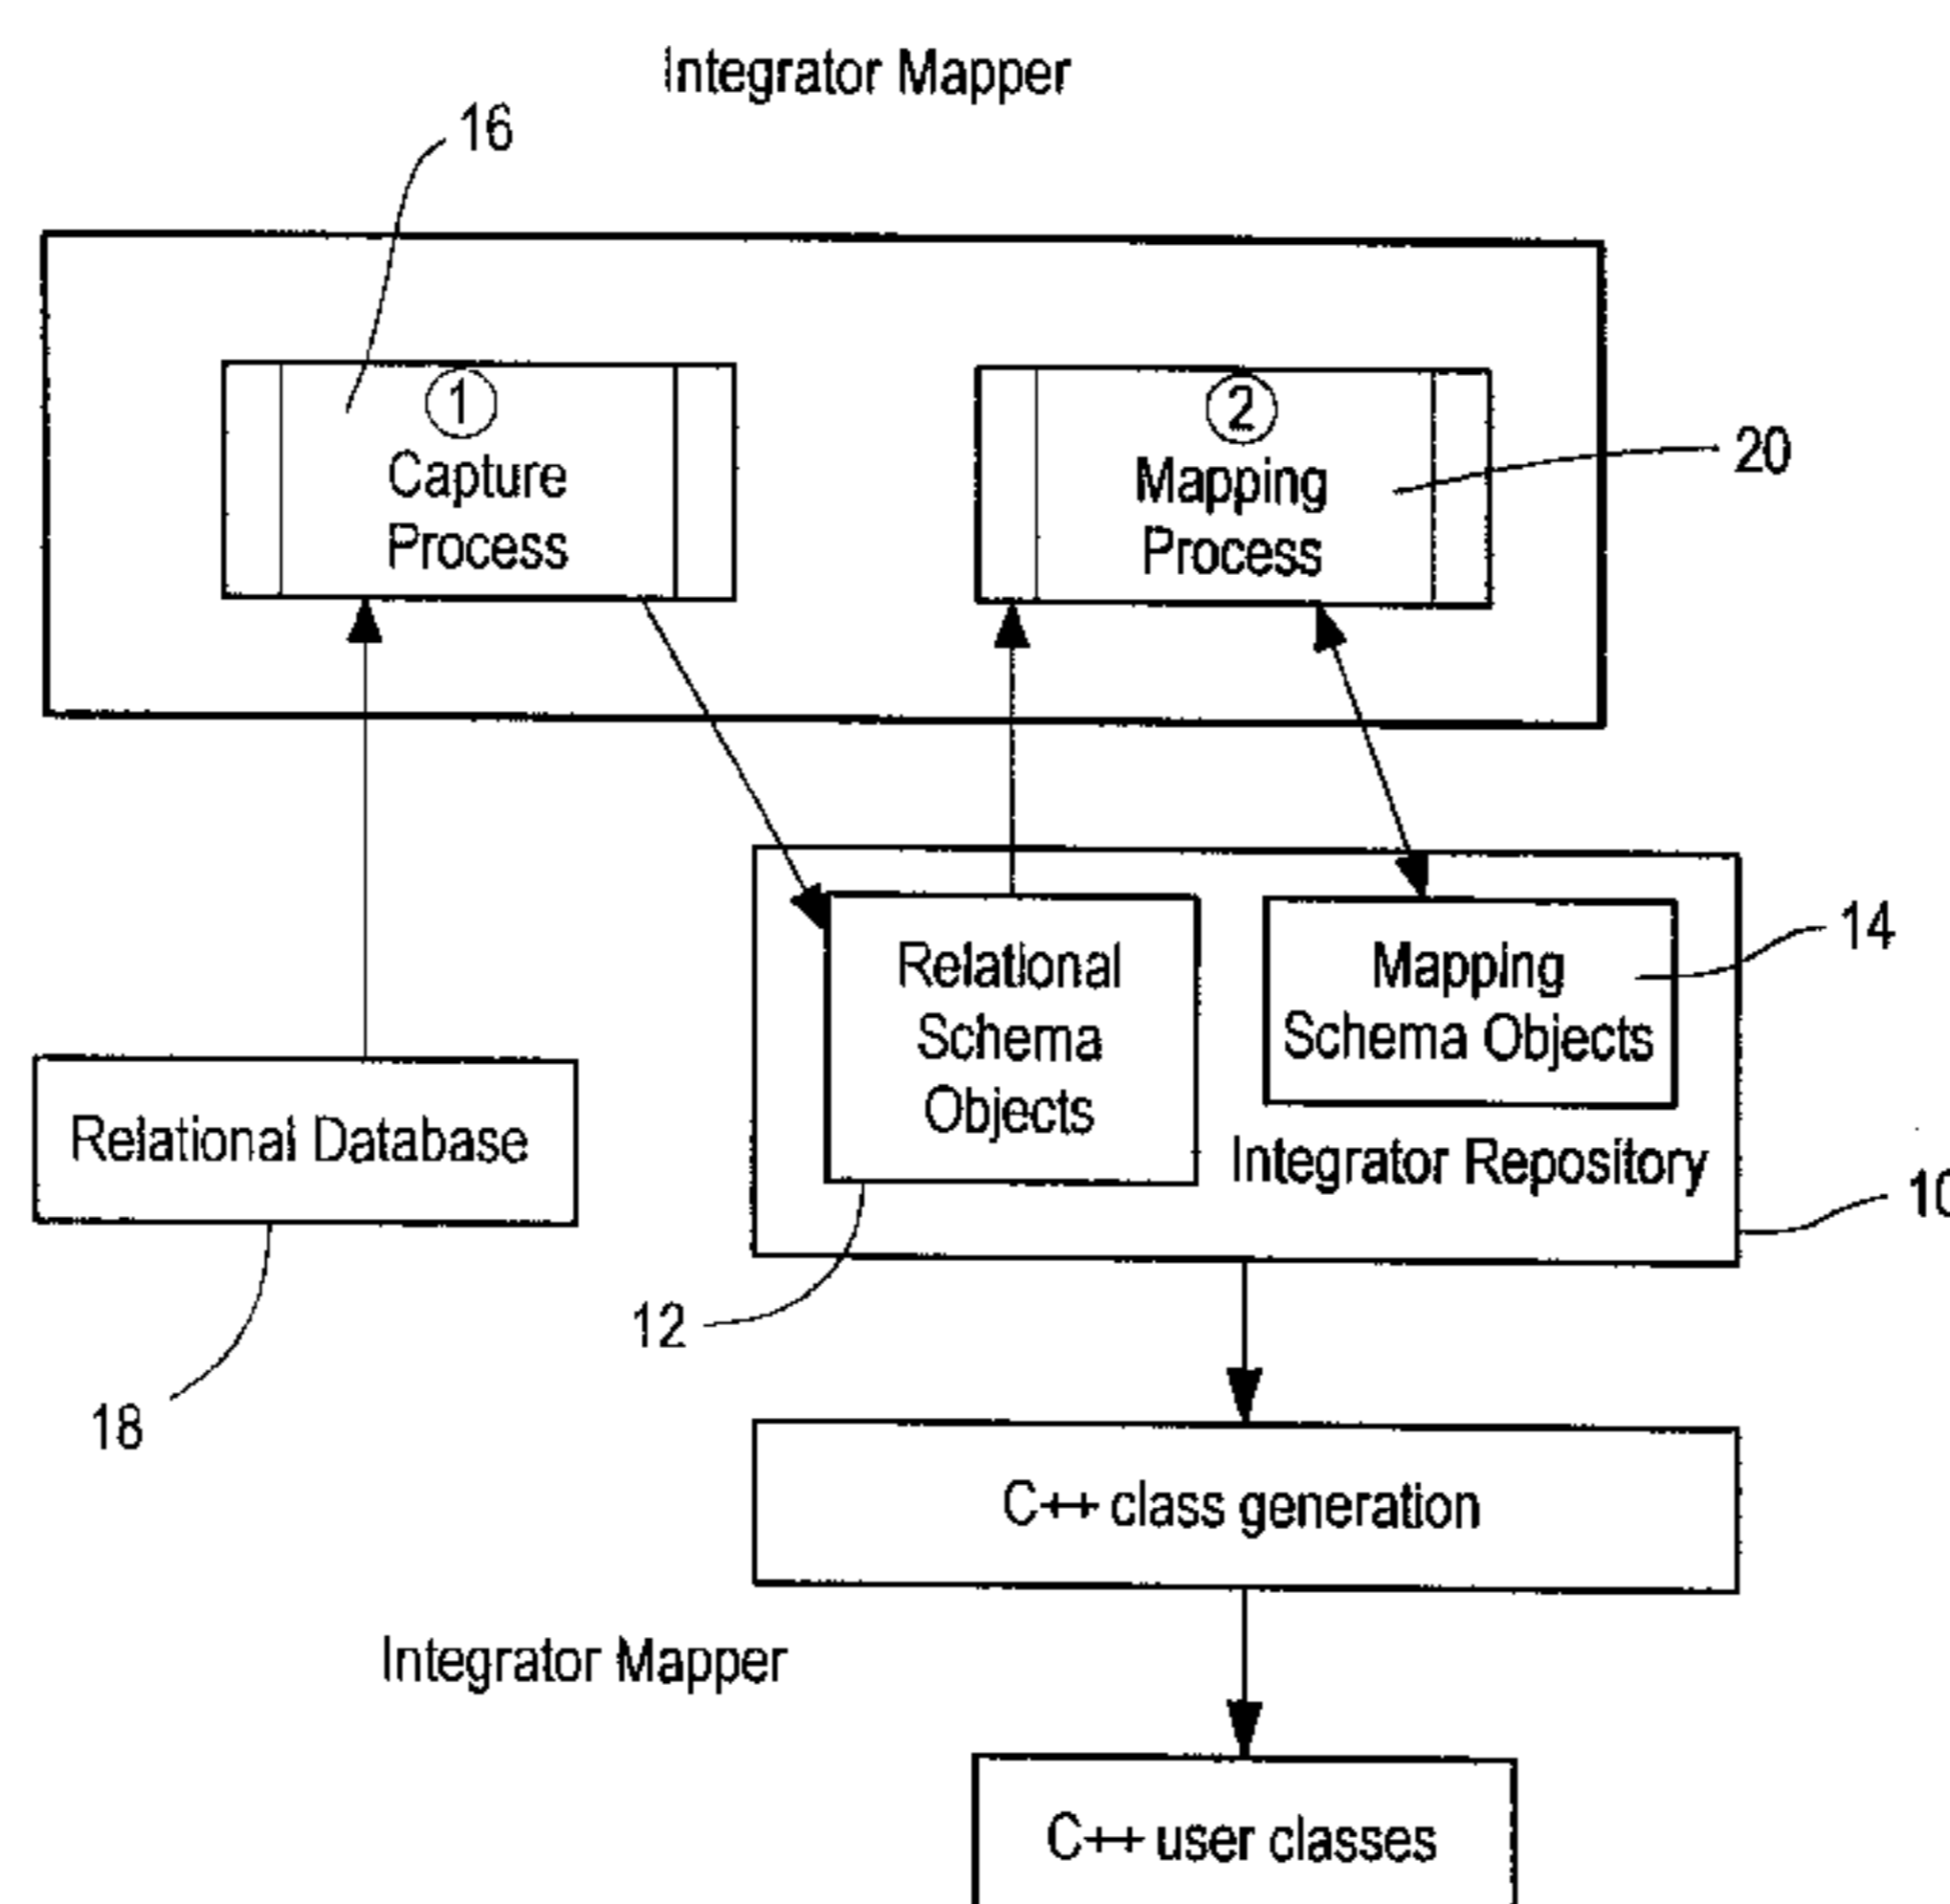 Integrator Mapper
16
1
Capture
Process
2
Mapping
Process
20
Relational
Schema
Objects
Mapping
Schema Objects
14
Integrator Repository
10
Relational Database
12
18
C++ class generation
Integrator Mapper
C++ user classes